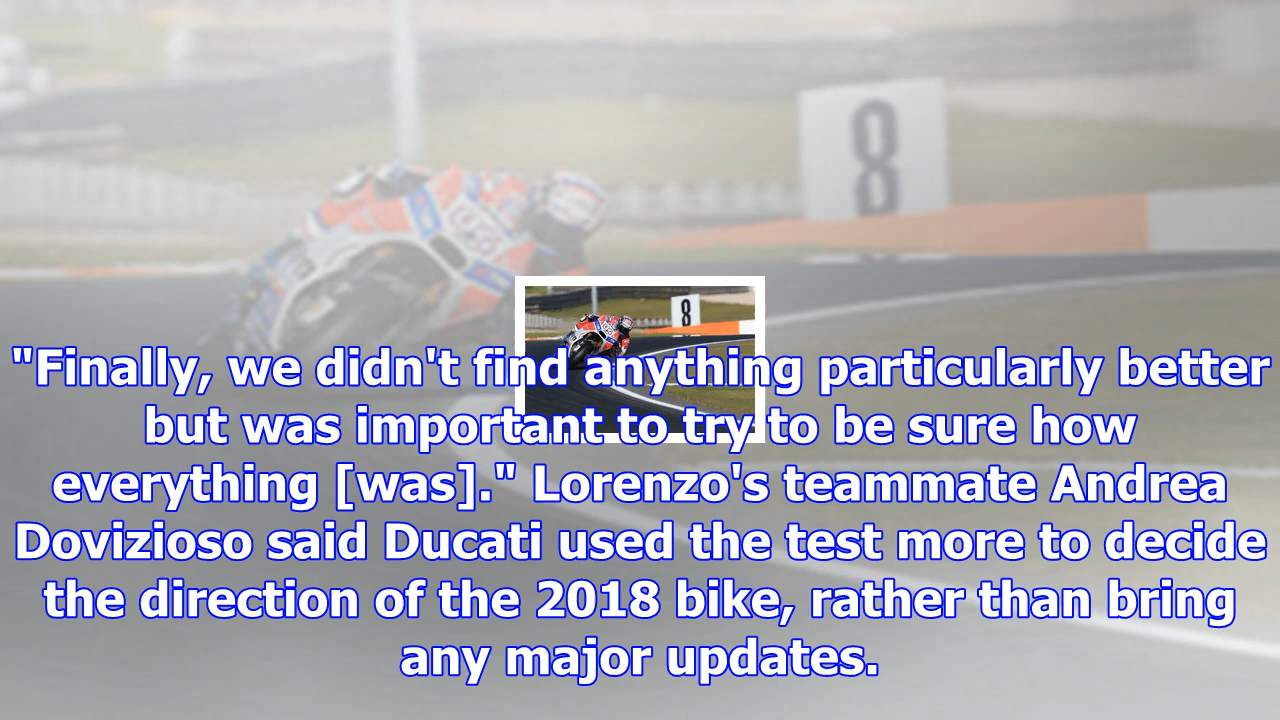 8
8
"Finally, we didn't find anything particularly better
but was important to try to be sure how
everything [was]." Lorenzo's teammate Andrea
Dovizioso said Ducati used the test more to decide
the direction of the 2018 bike, rather than bring
any major updates.